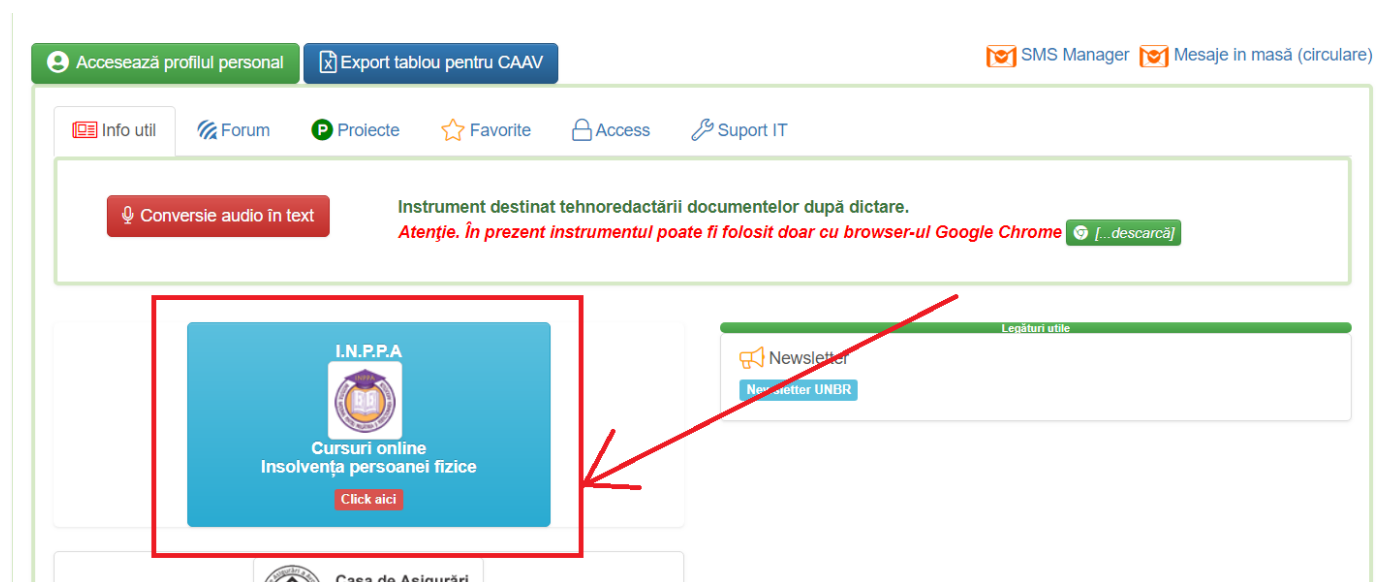 Accesează profilul personal
Export tablou pentru CAAV
SMS Manager
Mesaje in masă (circulare)
Info util
Forum
Proiecte
Favorite
Access
Suport IT
Conversie audio în text
Instrument destinat tehnoredactării documentelor după dictare.
Atenţie. În prezent instrumentul poate fi folosit doar cu browser-ul Google Chrome
[...descarcă]
I.N.P.P.A
Cursuri online
Insolvența persoanei fizice
Click aici
Legături utile
Newsletter
Newsletter UNBR
Casa de Asigurări